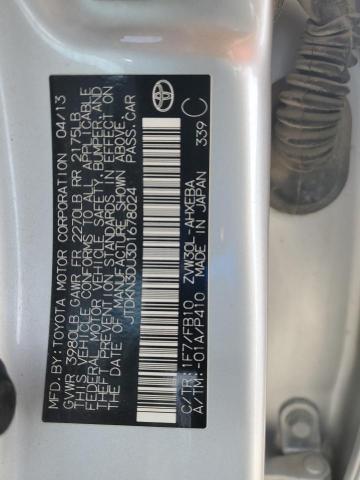 MFD.BY:TOYOTA MOTOR CORPORATION 04/13
GVWR 3980LB GAWR FR 2270LB RR 2175LB
THIS VEHICLE CONFORMS TO ALL APPLICABLE
FEDERAL MOTOR VEHICLE SAFETY, BUMPER, AND
THEFT PREVENTION STANDARDS IN EFFECT ON
THE DATE OF MANUFACTURE SHOWN ABOVE.
JTDKN3DU3D1678024 PASS.CAR
C/TR:1F7/FB10 ZVW30L-AHXEBA
A/TM:-01A/P410 MADE IN JAPAN 339 C